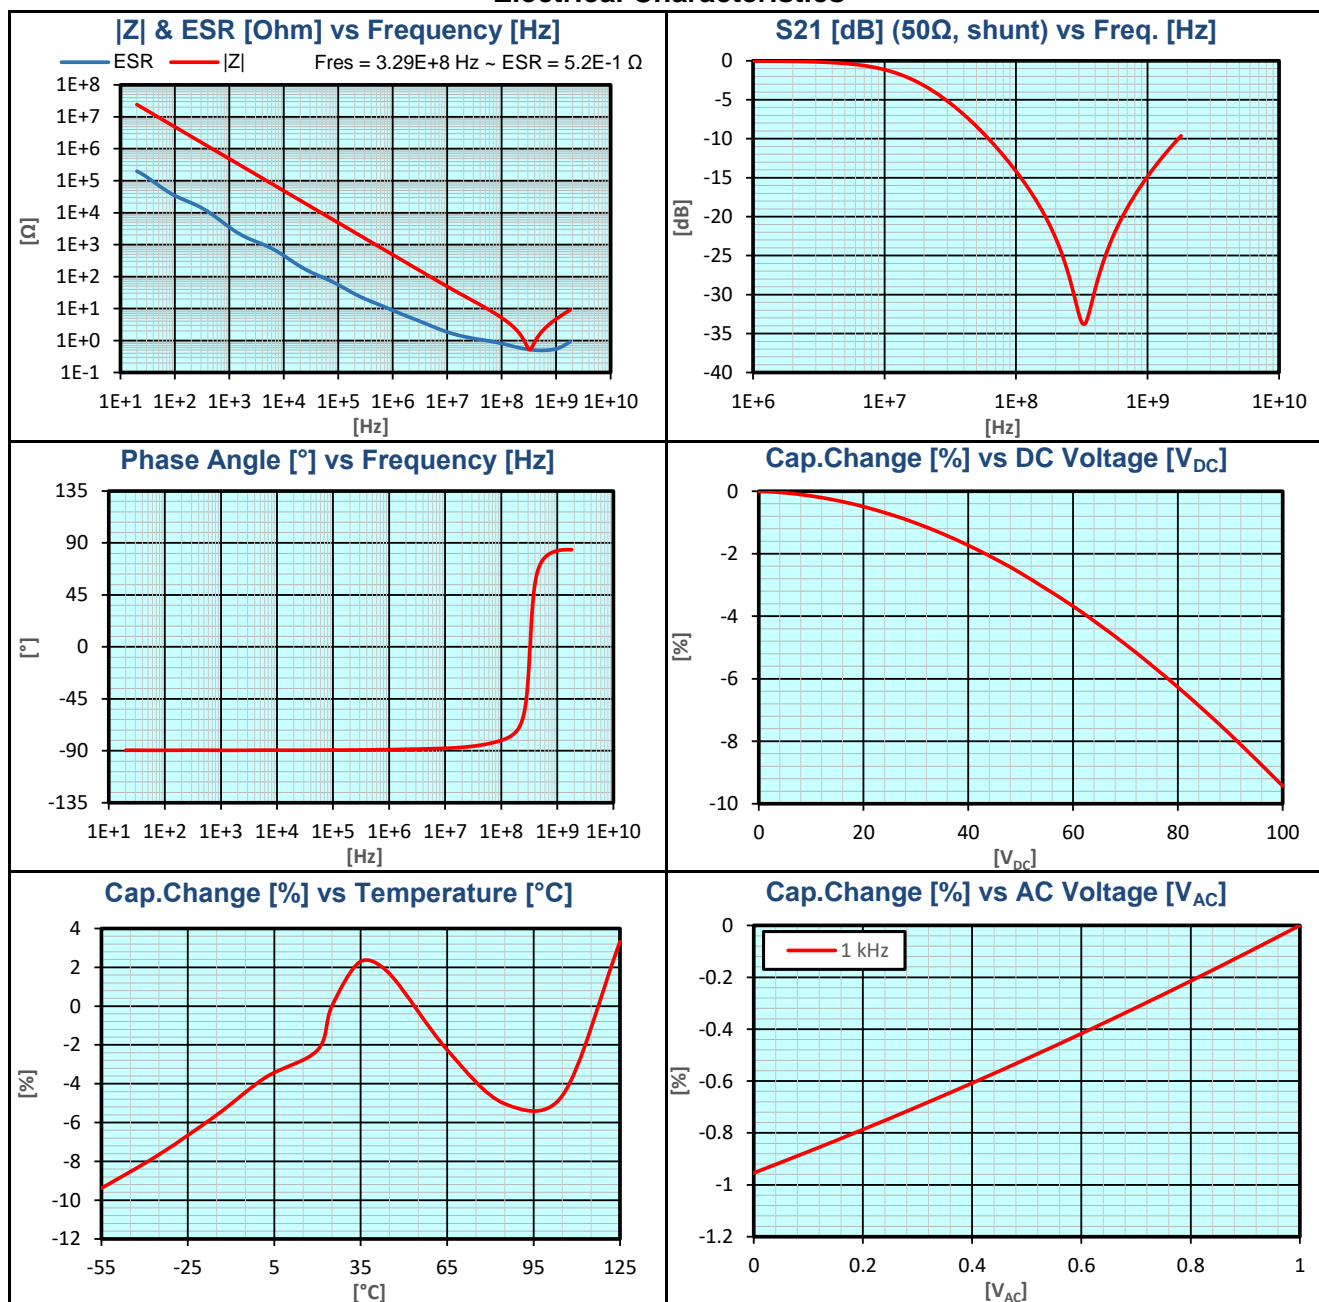 |Z| & ESR [Ohm] vs Frequency [Hz]
ESR |Z| Fres = 3.29E+8 Hz ~ ESR = 5.2E-1 Ω
1E+8
1E+7
1E+6
1E+5
1E+4
1E+3
1E+2
1E+1
1E+0
1E-1
[Ω]
1E+1 1E+2 1E+3 1E+4 1E+5 1E+6 1E+7 1E+8 1E+9 1E+10
[Hz]
S21 [dB] (50Ω, shunt) vs Freq. [Hz]
0
-5
-10
-15
-20
-25
-30
-35
-40
[dB]
1E+6 1E+7 1E+8 1E+9 1E+10
[Hz]
Phase Angle [°] vs Frequency [Hz]
135
90
45
0
-45
-90
-135
[°]
1E+1 1E+2 1E+3 1E+4 1E+5 1E+6 1E+7 1E+8 1E+9 1E+10
[Hz]
Cap.Change [%] vs DC Voltage [VDC]
0
-2
-4
-6
-8
-10
[%]
0 20 40 60 80 100
[VDC]
Cap.Change [%] vs Temperature [°C]
4
2
0
-2
-4
-6
-8
-10
-12
[%]
-55 -25 5 35 65 95 125
[°C]
Cap.Change [%] vs AC Voltage [VAC]
1 kHz
0
-0.2
-0.4
-0.6
-0.8
-1
-1.2
[%]
0 0.2 0.4 0.6 0.8 1
[VAC]